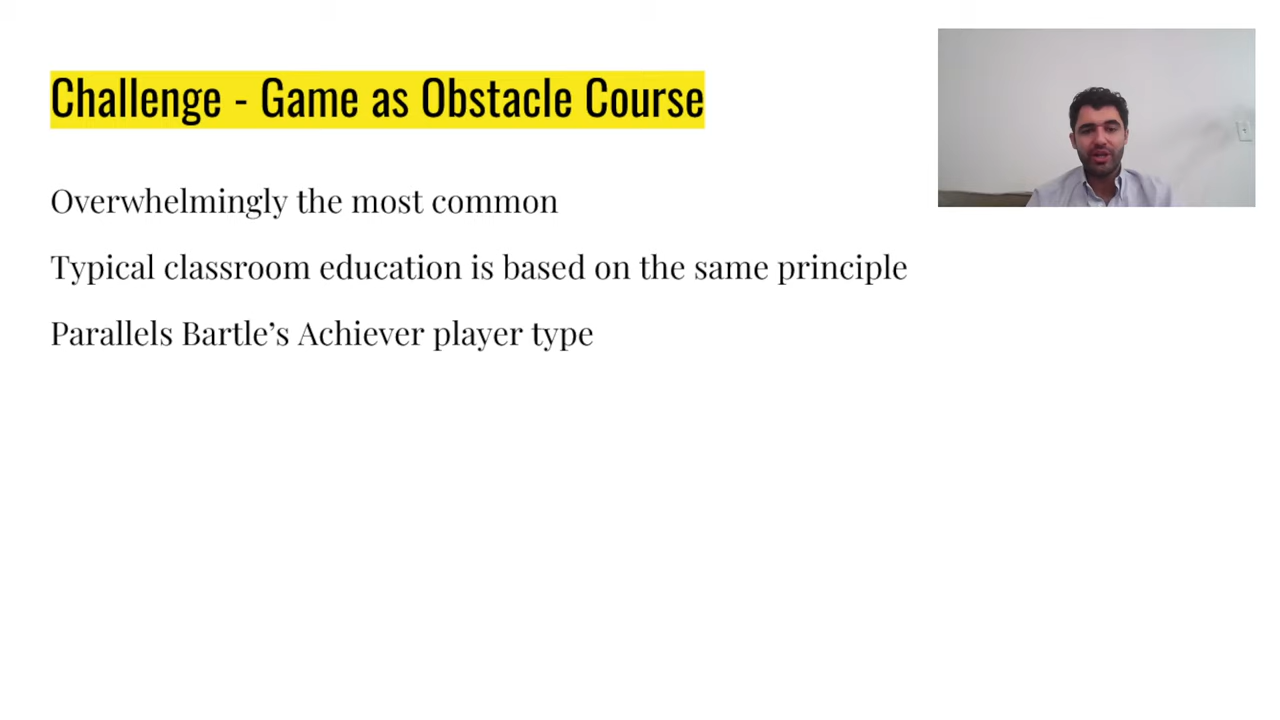 Challenge - Game as Obstacle Course
Overwhelmingly the most common
Typical classroom education is based on the same principle
Parallels Bartle’s Achiever player type